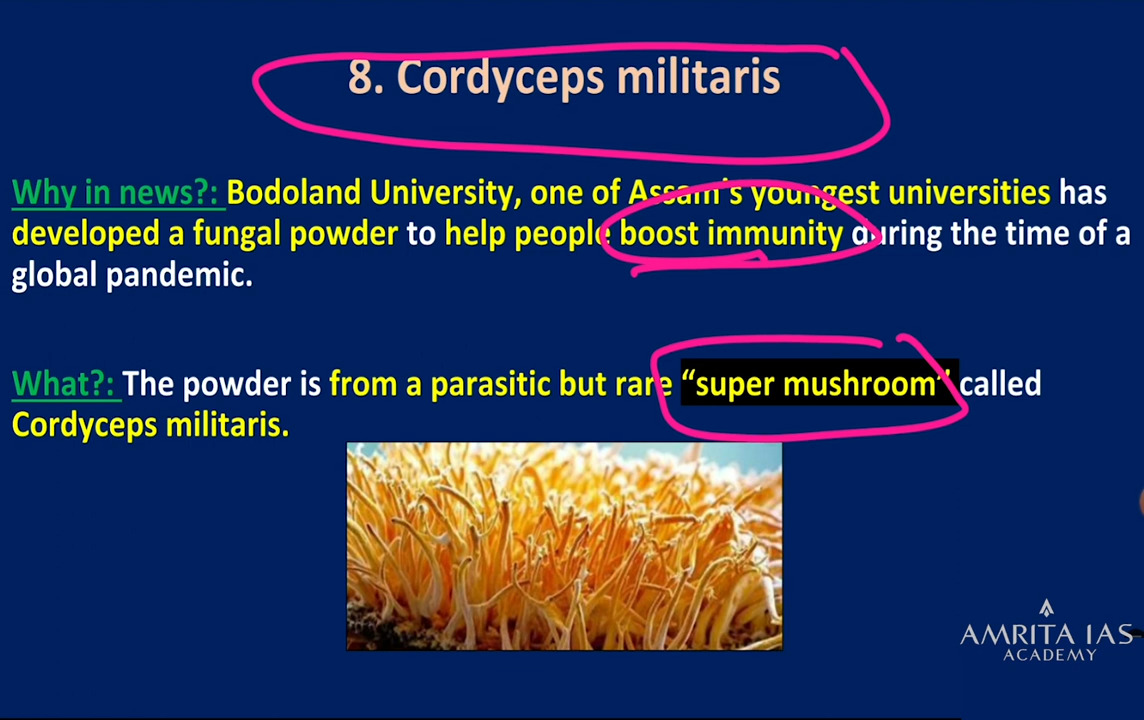 8. Cordyceps militaris
Why in news?: Bodoland University, one of Assam's youngest universities has
developed a fungal powder to help people boost immunity during the time of a
global pandemic.
What?: The powder is from a parasitic but rare “super mushroom” called
Cordyceps militaris.
AMRITA IAS
ACADEMY